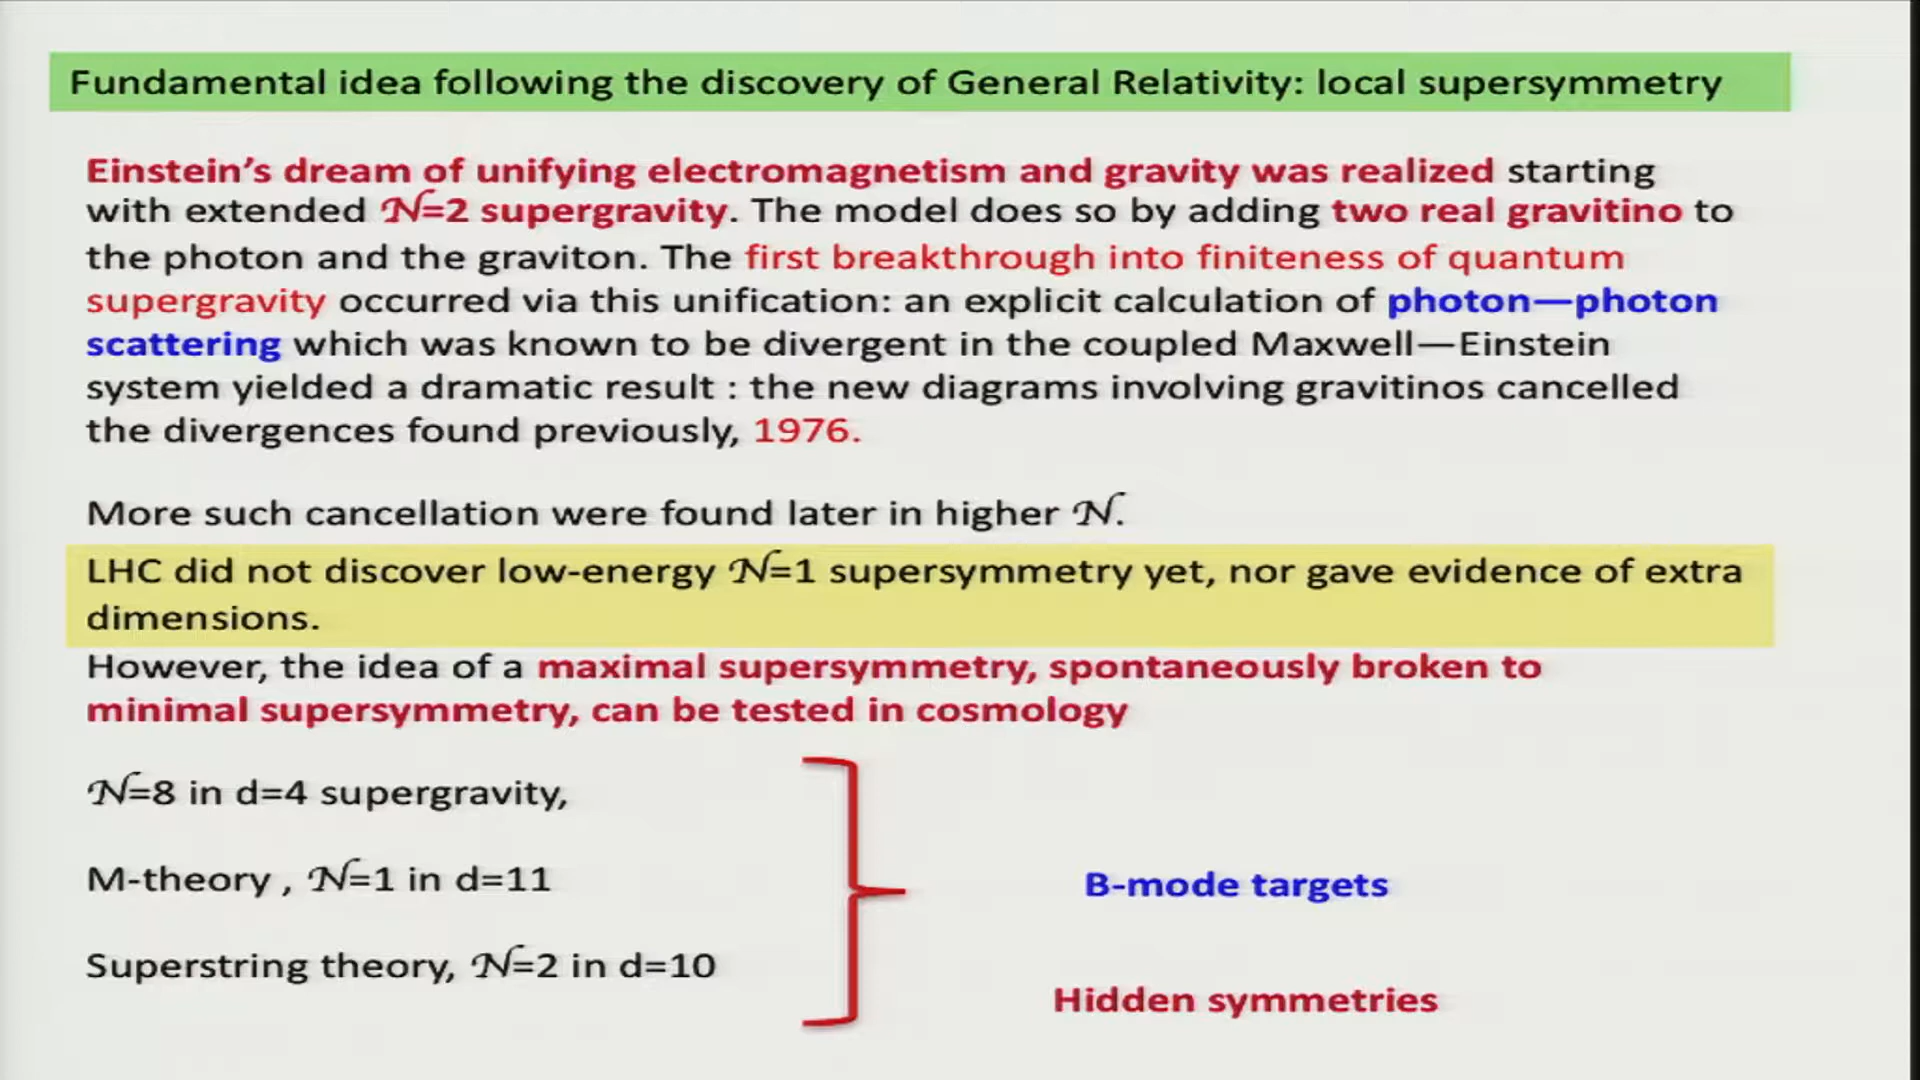 Fundamental idea following the discovery of General Relativity: local supersymmetry
Einstein’s dream of unifying electromagnetism and gravity was realized starting
with extended 𝒩=2 supergravity. The model does so by adding two real gravitino to
the photon and the graviton. The first breakthrough into finiteness of quantum
supergravity occurred via this unification: an explicit calculation of photon—photon
scattering which was known to be divergent in the coupled Maxwell—Einstein
system yielded a dramatic result : the new diagrams involving gravitinos cancelled
the divergences found previously, 1976.
More such cancellation were found later in higher 𝒩.
LHC did not discover low-energy 𝒩=1 supersymmetry yet, nor gave evidence of extra
dimensions.
However, the idea of a maximal supersymmetry, spontaneously broken to
minimal supersymmetry, can be tested in cosmology
𝒩=8 in d=4 supergravity,
M-theory , 𝒩=1 in d=11
Superstring theory, 𝒩=2 in d=10
B-mode targets
Hidden symmetries